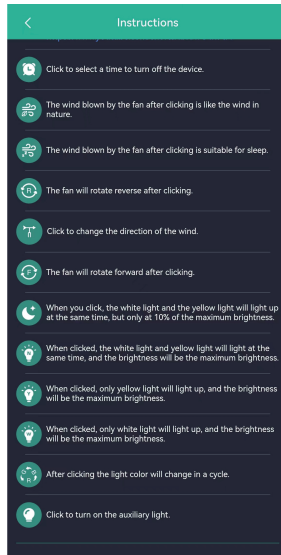 Instructions
Click to select a time to turn off the device.
The wind blown by the fan after clicking is like the wind in
nature.
The wind blown by the fan after clicking is suitable for sleep.
R
The fan will rotate reverse after clicking.
Click to change the direction of the wind.
F
The fan will rotate forward after clicking.
When you click, the white light and the yellow light will light up
at the same time, but only at 10% of the maximum brightness.
When clicked, the white light and yellow light will light at the
same time, and the brightness will be the maximum brightness.
When clicked, only yellow light will light up, and the brightness
will be the maximum brightness.
When clicked, only white light will light up, and the brightness
will be the maximum brightness.
After clicking the light color will change in a cycle.
Click to turn on the auxiliary light.